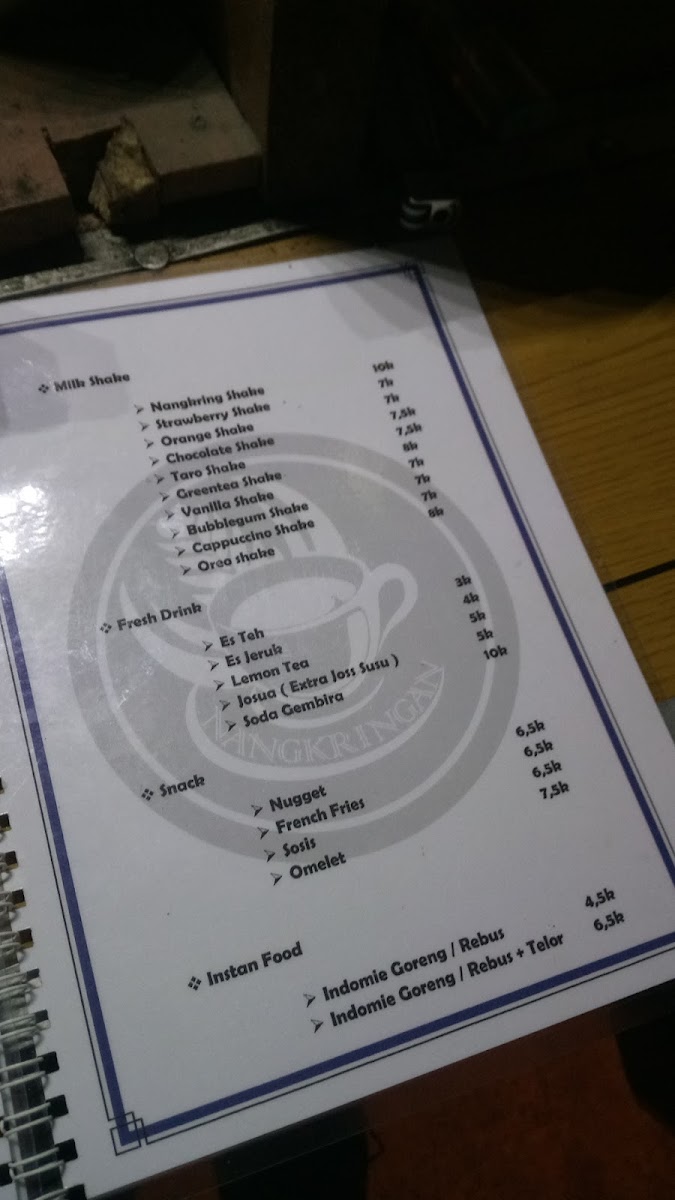 ❖ Milk Shake
➢ Nangkring Shake 10k
➢ Strawberry Shake 7k
➢ Orange Shake 7k
➢ Chocolate Shake 7,5k
➢ Taro Shake 7,5k
➢ Greentea Shake 8k
➢ Vanilla Shake 7k
➢ Bubblegum Shake 7k
➢ Cappuccino Shake 7k
➢ Oreo shake 8k
❖ Fresh Drink
➢ Es Teh 3k
➢ Es Jeruk 4k
➢ Lemon Tea 5k
➢ Josua ( Extra Joss Susu ) 5k
➢ Soda Gembira 10k
NANGKRINGAN
❖ Snack
➢ Nugget 6,5k
➢ French Fries 6,5k
➢ Sosis 6,5k
➢ Omelet 7,5k
❖ Instan Food
➢ Indomie Goreng / Rebus 4,5k
➢ Indomie Goreng / Rebus + Telor 6,5k